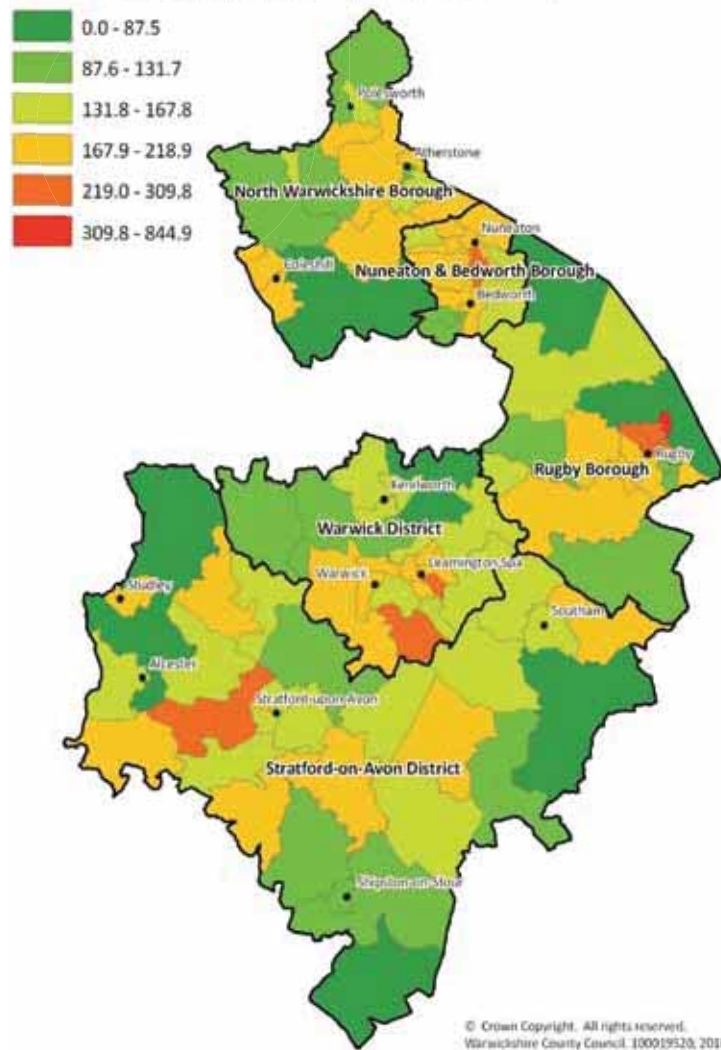 0.0 - 87.5
87.6 - 131.7
131.8 - 167.8
167.9 - 218.9
219.0 - 309.8
309.8 - 844.9
Polesworth
Atherstone
North Warwickshire Borough
Nuneaton
Coleshill
Nuneaton & Bedworth Borough
Bedworth
Rugby
Rugby Borough
Kenilworth
Warwick District
Leamington Spa
Warwick
Studley
Southam
Alcester
Stratford-upon-Avon
Stratford-on-Avon District
Shipston-on-Stour
© Crown Copyright. All rights reserved.
Warwickshire County Council. 100019520, 201